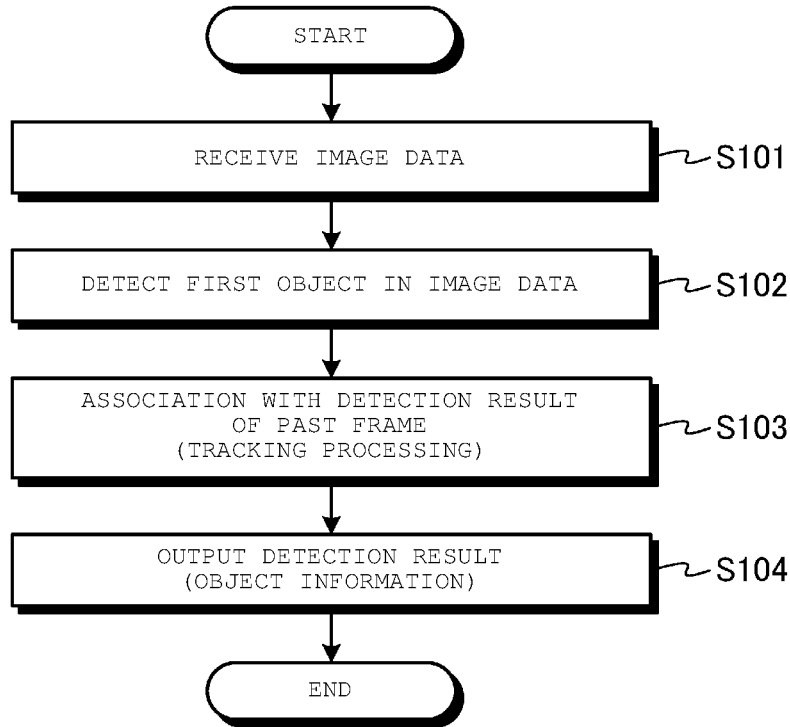 START
RECEIVE IMAGE DATA
S101
DETECT FIRST OBJECT IN IMAGE DATA
S102
ASSOCIATION WITH DETECTION RESULT
OF PAST FRAME
(TRACKING PROCESSING)
S103
OUTPUT DETECTION RESULT
(OBJECT INFORMATION)
S104
END